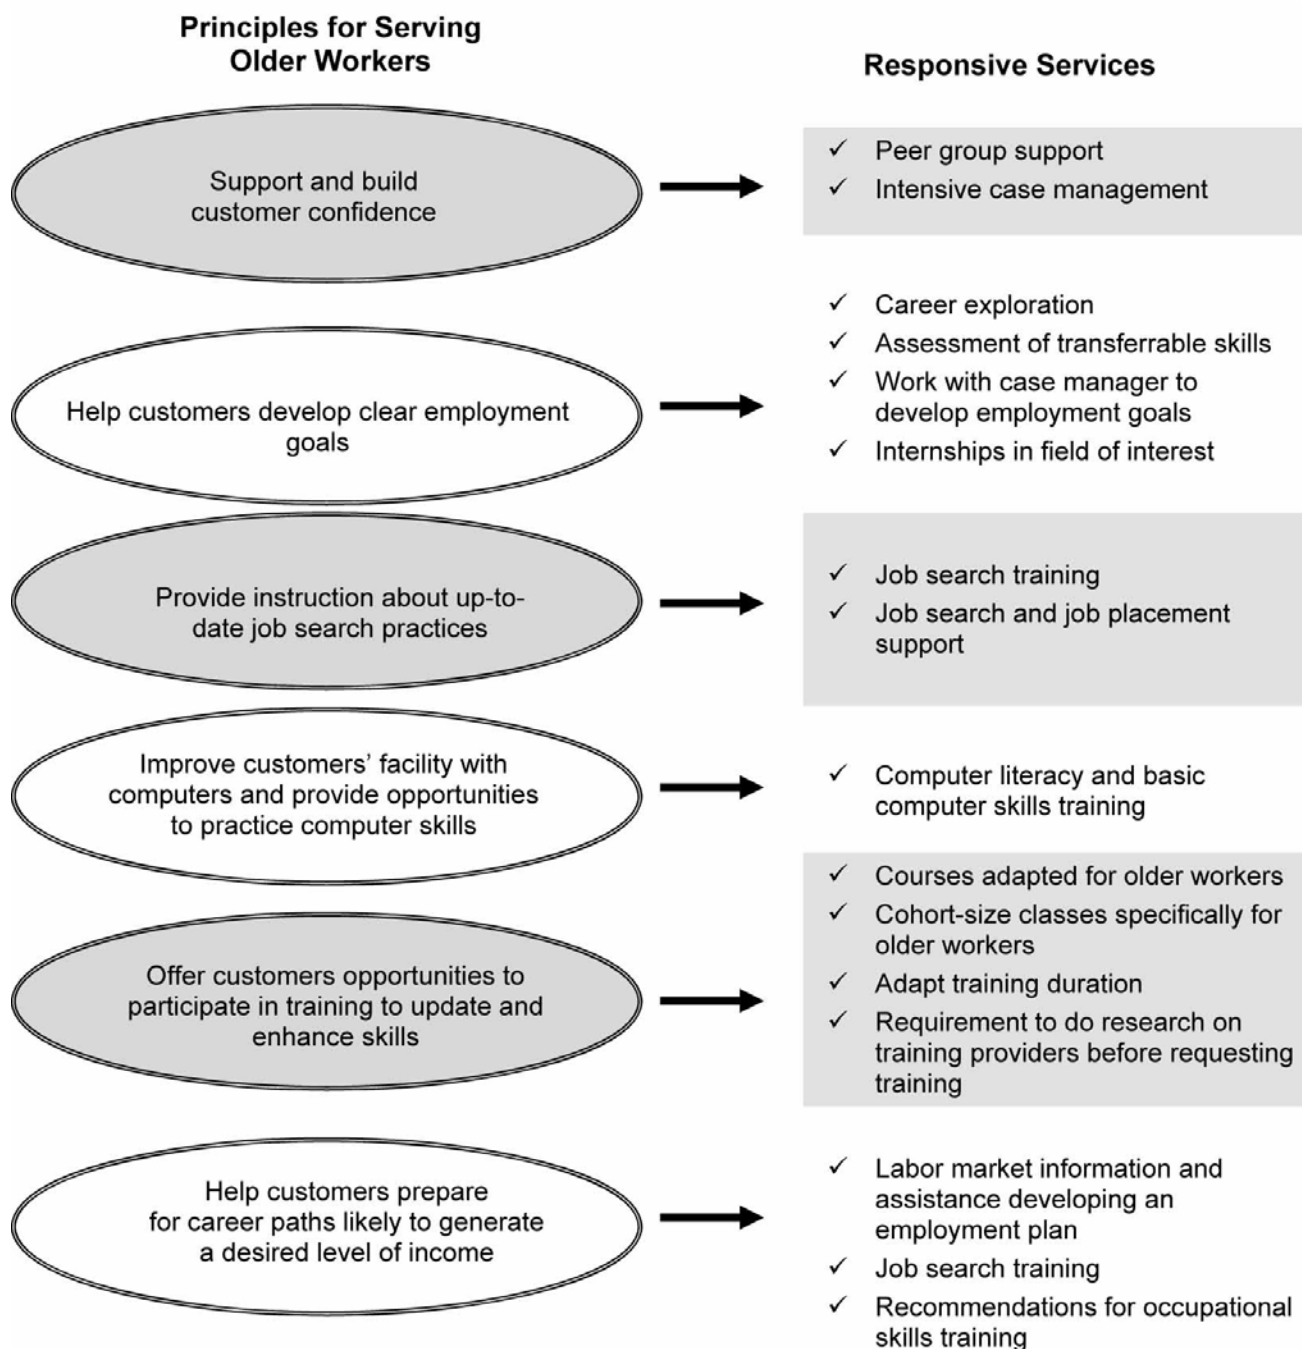 Principles for Serving
Older Workers
Responsive Services
Support and build
customer confidence
✓ Peer group support
✓ Intensive case management
Help customers develop clear employment
goals
✓ Career exploration
✓ Assessment of transferrable skills
✓ Work with case manager to
develop employment goals
✓ Internships in field of interest
Provide instruction about up-to-
date job search practices
✓ Job search training
✓ Job search and job placement
support
Improve customers’ facility with
computers and provide opportunities
to practice computer skills
✓ Computer literacy and basic
computer skills training
Offer customers opportunities to
participate in training to update and
enhance skills
✓ Courses adapted for older workers
✓ Cohort-size classes specifically for
older workers
✓ Adapt training duration
✓ Requirement to do research on
training providers before requesting
training
Help customers prepare
for career paths likely to generate
a desired level of income
✓ Labor market information and
assistance developing an
employment plan
✓ Job search training
✓ Recommendations for occupational
skills training